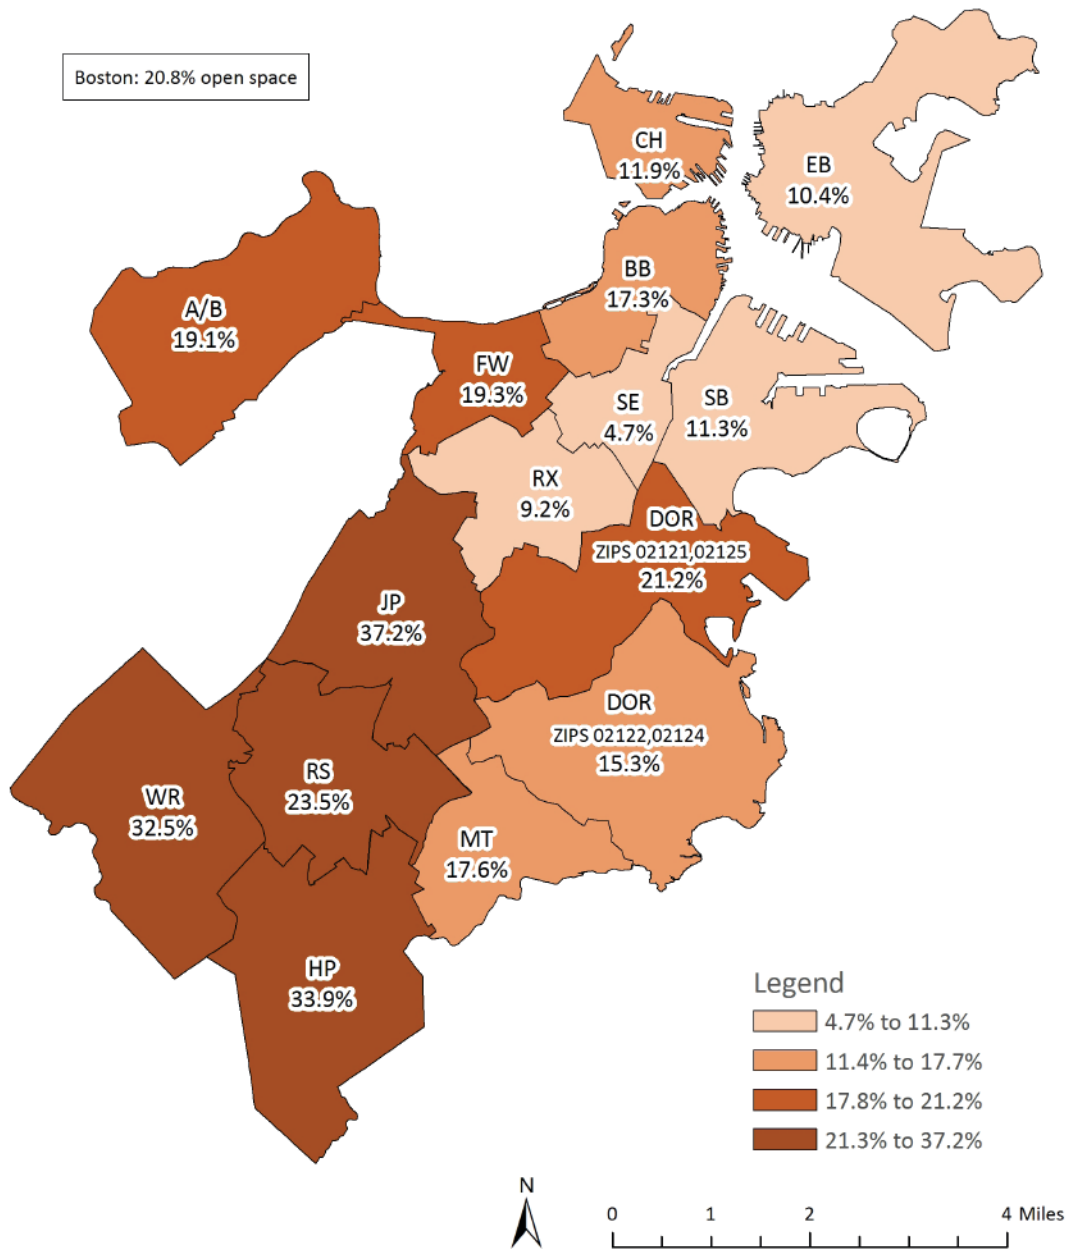 Boston: 20.8% open space
CH
11.9%
EB
10.4%
BB
17.3%
A/B
19.1%
FW
19.3%
SE
4.7%
SB
11.3%
RX
9.2%
DOR
ZIPS 02121,02125
21.2%
JP
37.2%
DOR
ZIPS 02122,02124
15.3%
RS
23.5%
WR
32.5%
MT
17.6%
HP
33.9%
Legend
4.7% to 11.3%
11.4% to 17.7%
17.8% to 21.2%
21.3% to 37.2%
N
0 1 2 4 Miles